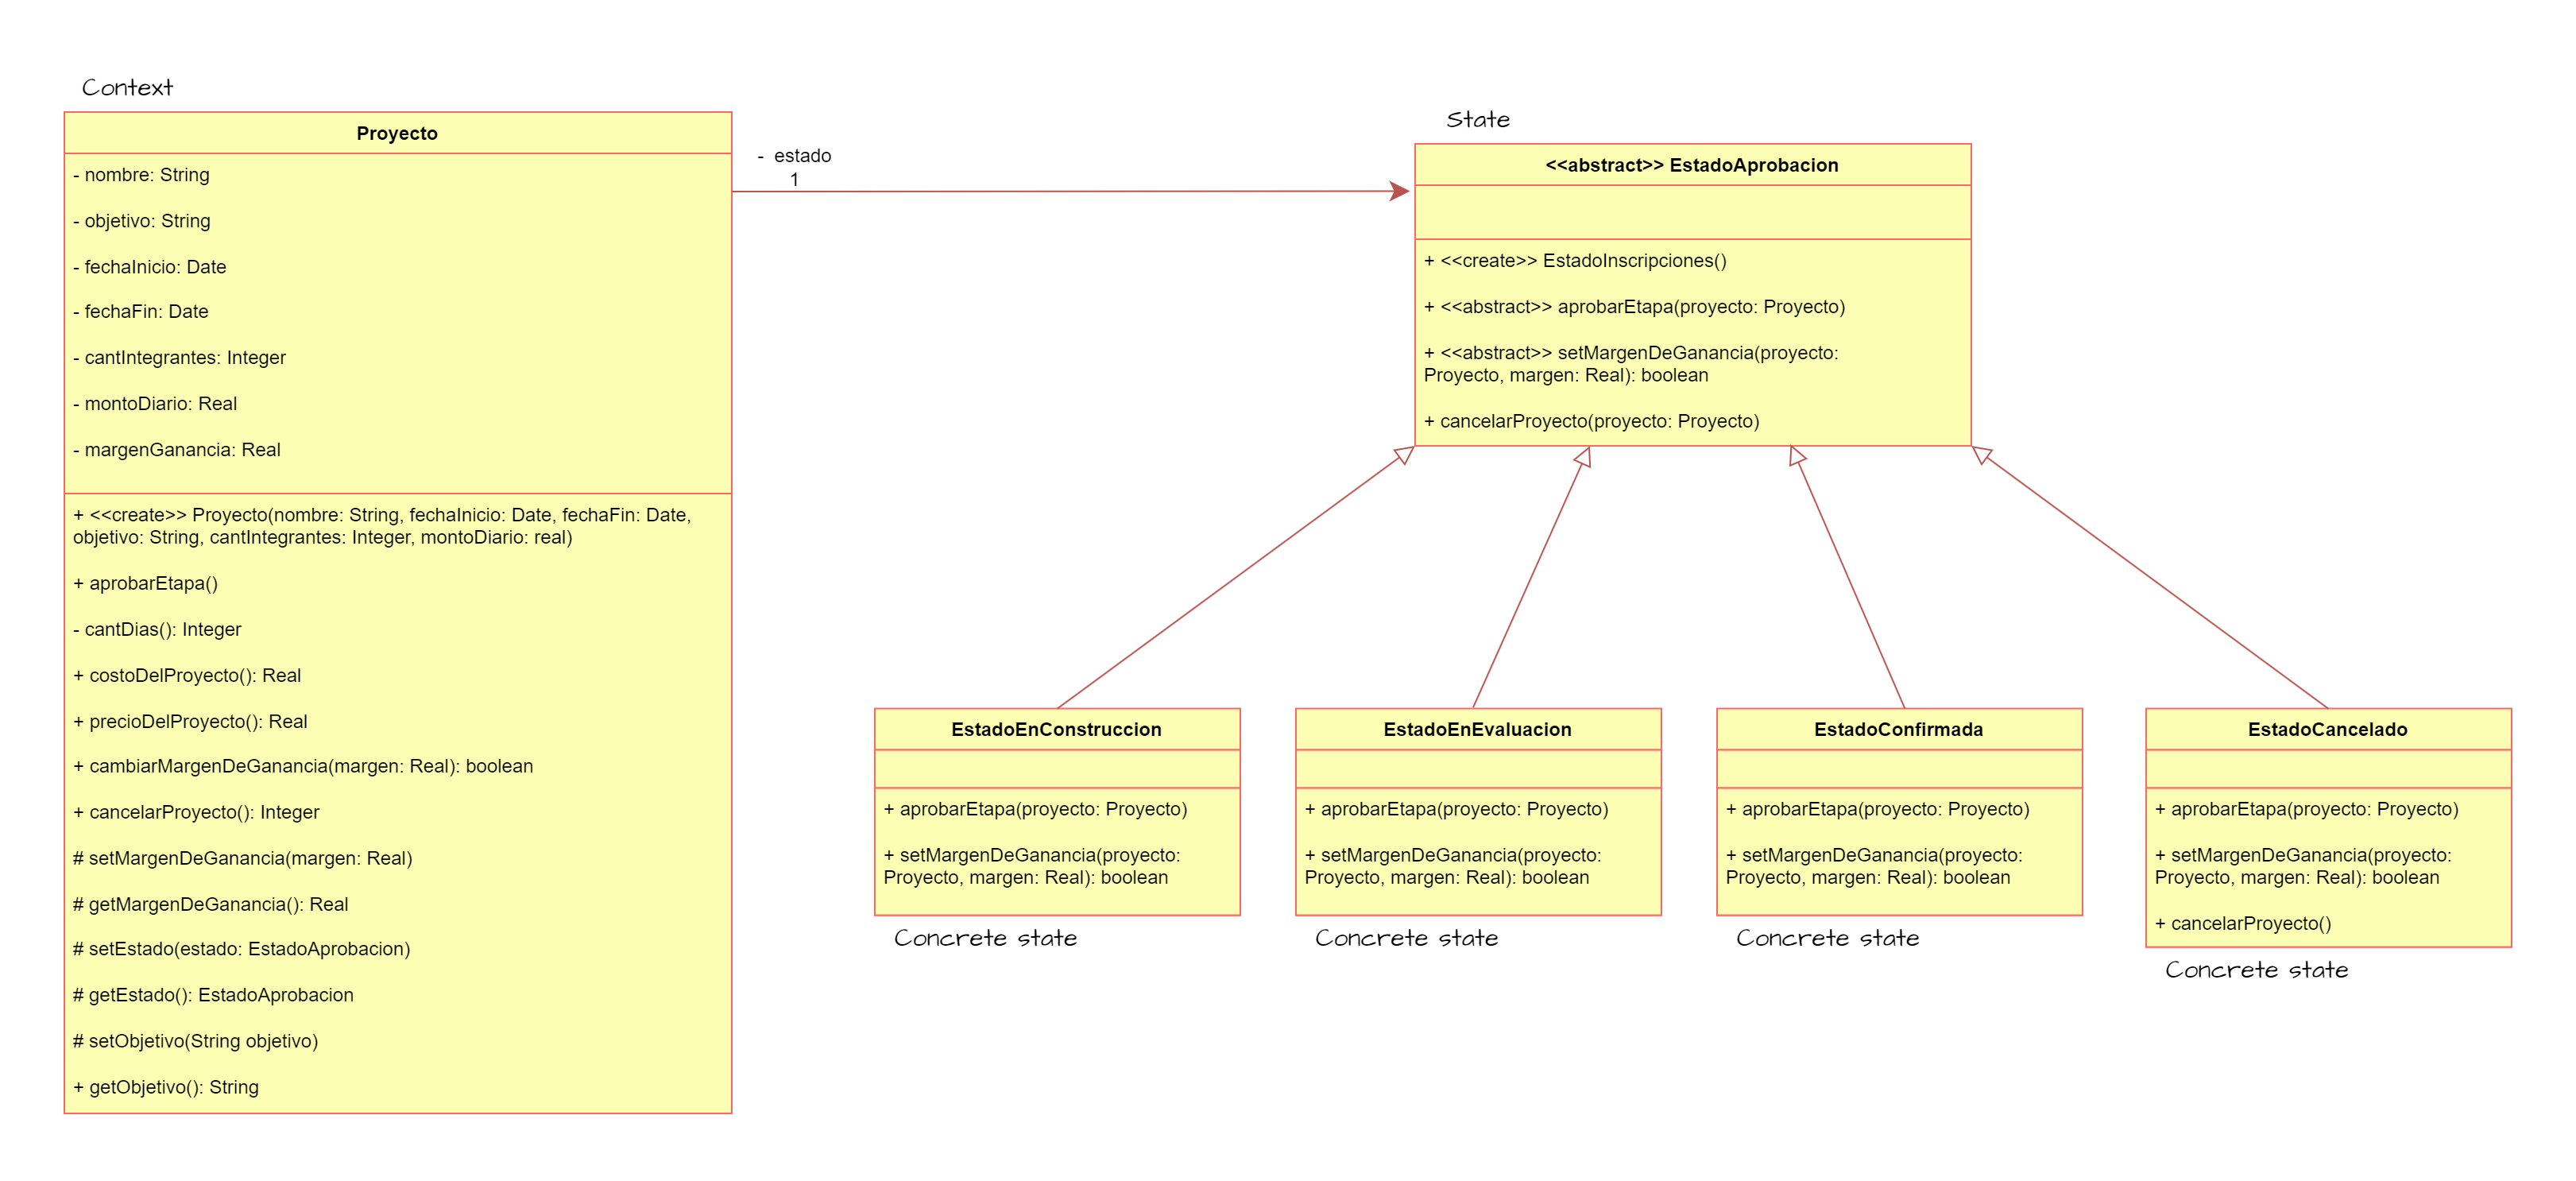 Context
Proyecto
- nombre: String
- objetivo: String
- fechaInicio: Date
- fechaFin: Date
- cantIntegrantes: Integer
- montoDiario: Real
- margenGanancia: Real
+ <<create>> Proyecto(nombre: String, fechaInicio: Date, fechaFin: Date,
objetivo: String, cantIntegrantes: Integer, montoDiario: real)
+ aprobarEtapa()
- cantDias(): Integer
+ costoDelProyecto(): Real
+ precioDelProyecto(): Real
+ cambiarMargenDeGanancia(margen: Real): boolean
+ cancelarProyecto(): Integer
# setMargenDeGanancia(margen: Real)
# getMargenDeGanancia(): Real
# setEstado(estado: EstadoAprobacion)
# getEstado(): EstadoAprobacion
# setObjetivo(String objetivo)
+ getObjetivo(): String
- estado
1
State
<<abstract>> EstadoAprobacion
+ <<create>> EstadoInscripciones()
+ <<abstract>> aprobarEtapa(proyecto: Proyecto)
+ <<abstract>> setMargenDeGanancia(proyecto:
Proyecto, margen: Real): boolean
+ cancelarProyecto(proyecto: Proyecto)
EstadoEnConstruccion
+ aprobarEtapa(proyecto: Proyecto)
+ setMargenDeGanancia(proyecto:
Proyecto, margen: Real): boolean
Concrete state
EstadoEnEvaluacion
+ aprobarEtapa(proyecto: Proyecto)
+ setMargenDeGanancia(proyecto:
Proyecto, margen: Real): boolean
Concrete state
EstadoConfirmada
+ aprobarEtapa(proyecto: Proyecto)
+ setMargenDeGanancia(proyecto:
Proyecto, margen: Real): boolean
Concrete state
EstadoCancelado
+ aprobarEtapa(proyecto: Proyecto)
+ setMargenDeGanancia(proyecto:
Proyecto, margen: Real): boolean
+ cancelarProyecto()
Concrete state